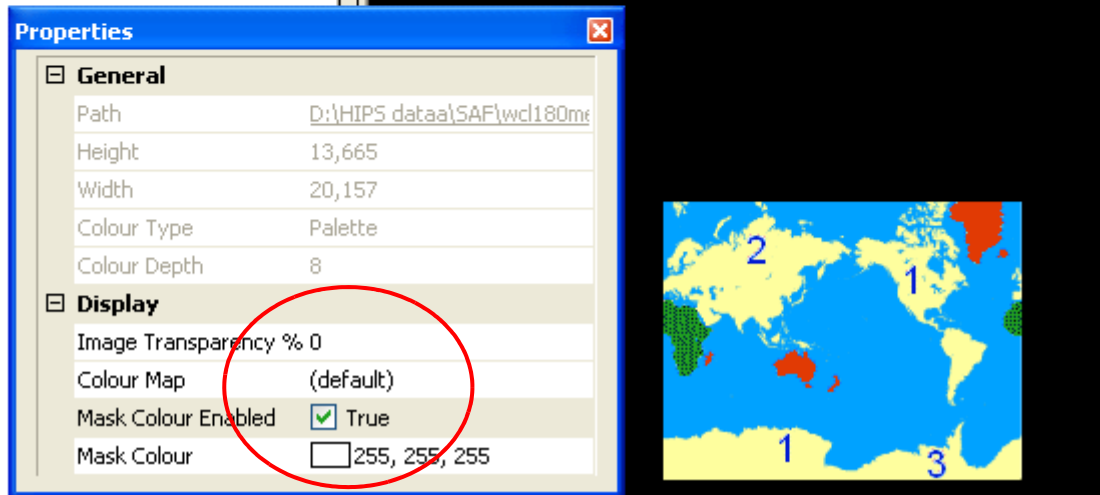 Properties
General
Path D:\HIPS dataa\SAF\wcl180me
Height 13,665
Width 20,157
Colour Type Palette
Colour Depth 8
Display
Image Transparency % 0
Colour Map (default)
Mask Colour Enabled True
Mask Colour 255, 255, 255
2
1
1
3